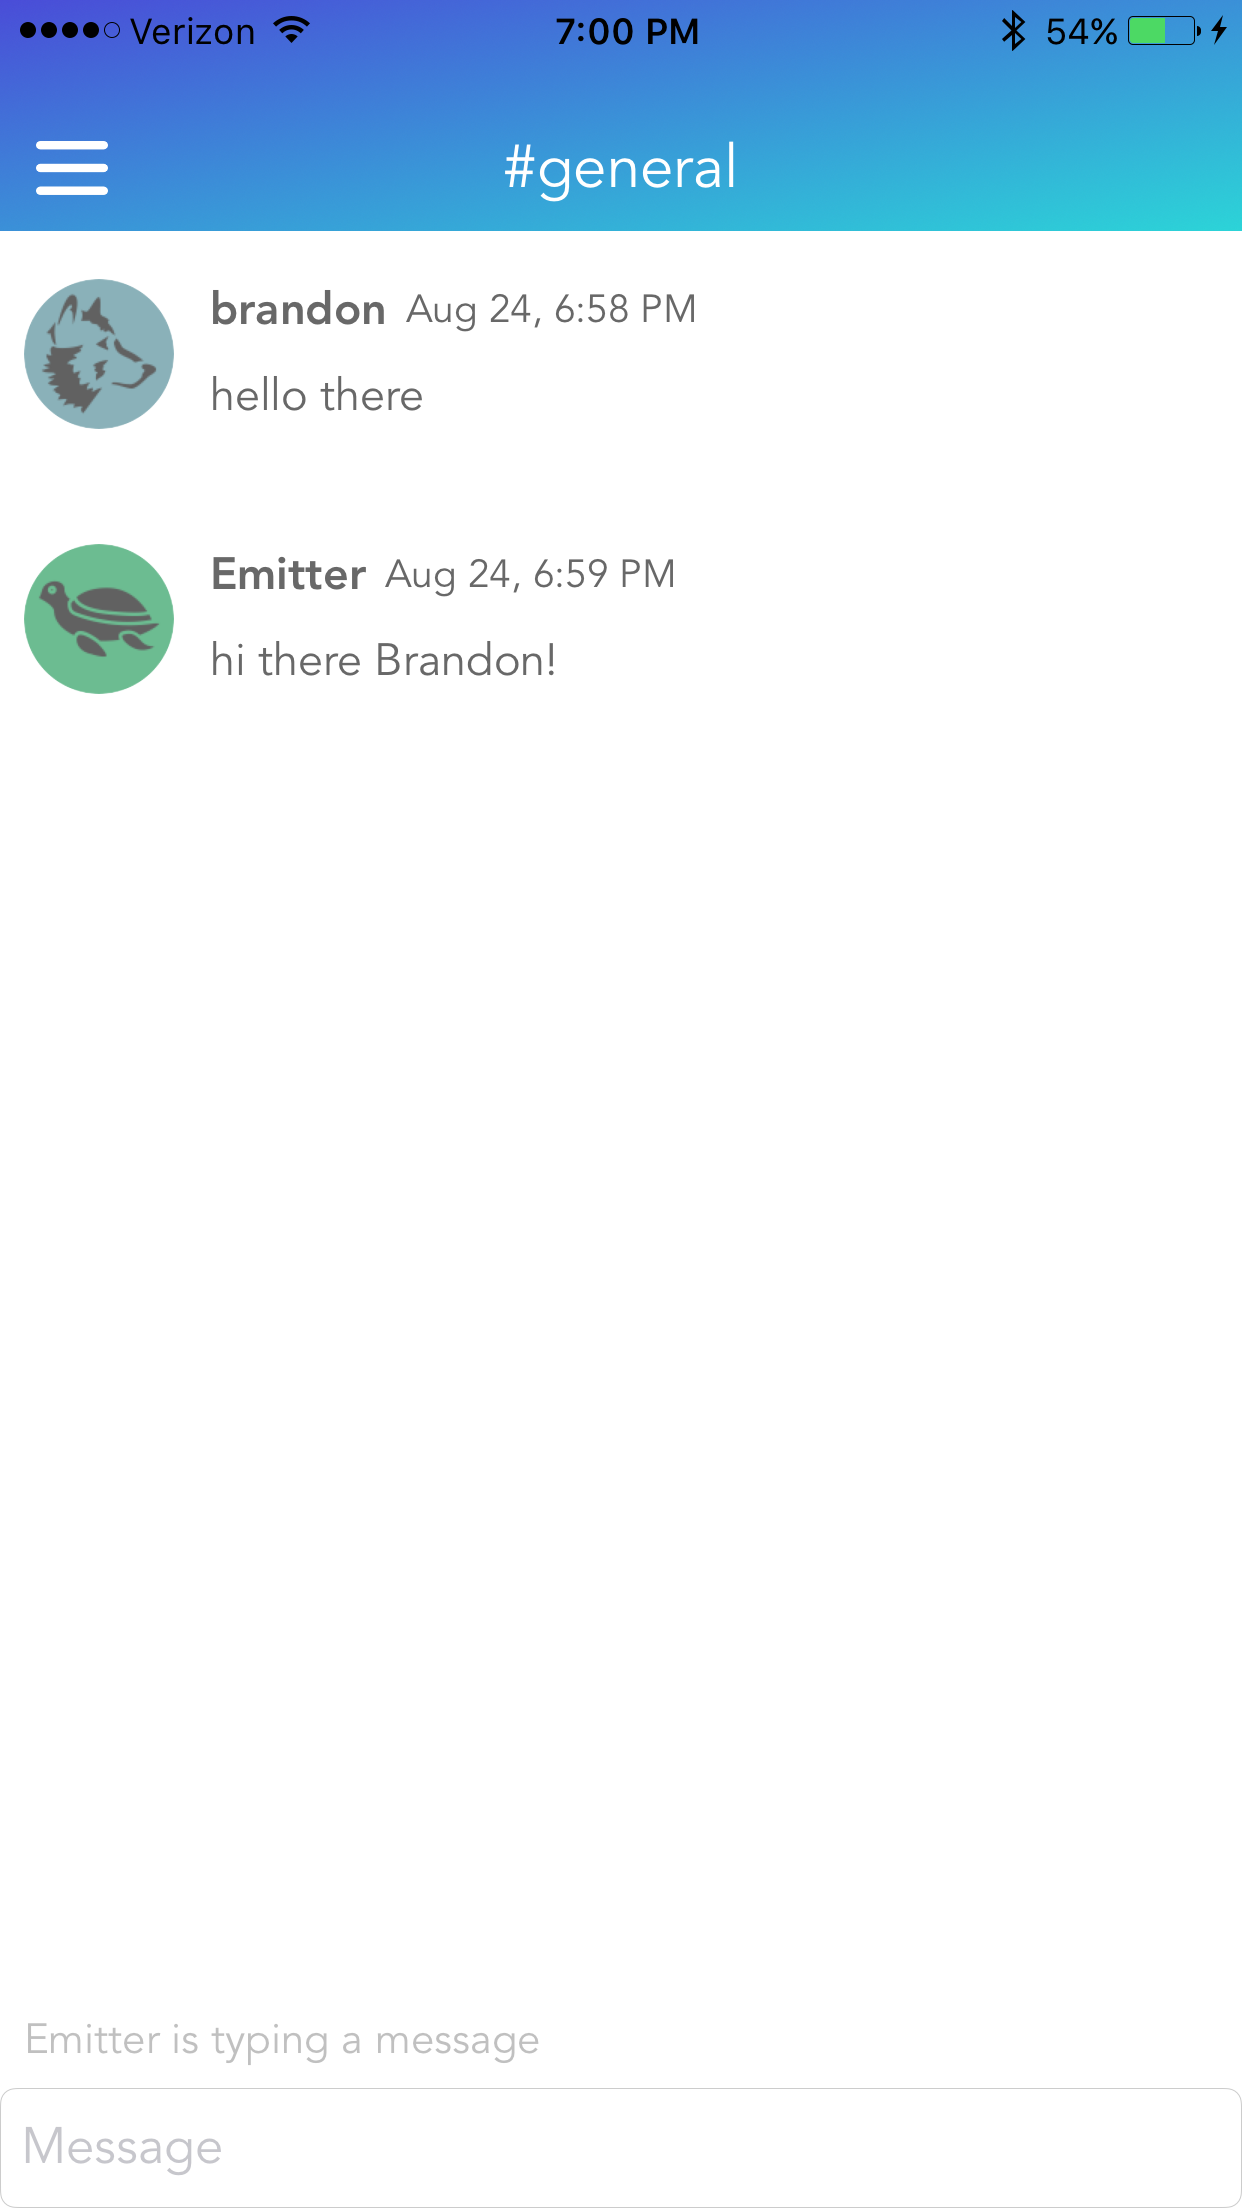 Verizon 7:00 PM 54%
#general
brandon Aug 24, 6:58 PM
hello there
Emitter Aug 24, 6:59 PM
hi there Brandon!
Emitter is typing a message
Message